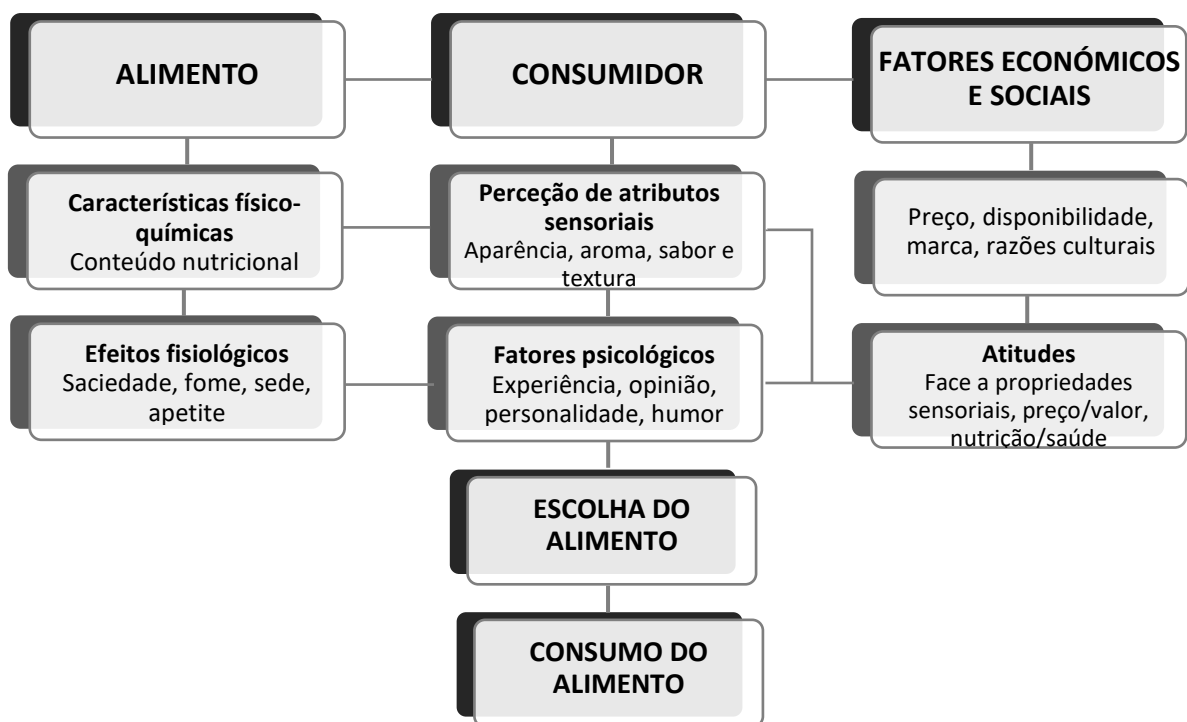 ALIMENTO
CONSUMIDOR
FATORES ECONÓMICOS
E SOCIAIS
Características físico-
químicas
Conteúdo nutricional
Perceção de atributos
sensoriais
Aparência, aroma, sabor e
textura
Preço, disponibilidade,
marca, razões culturais
Efeitos fisiológicos
Saciedade, fome, sede,
apetite
Fatores psicológicos
Experiência, opinião,
personalidade, humor
Atitudes
Face a propriedades
sensoriais, preço/valor,
nutrição/saúde
ESCOLHA DO
ALIMENTO
CONSUMO DO
ALIMENTO